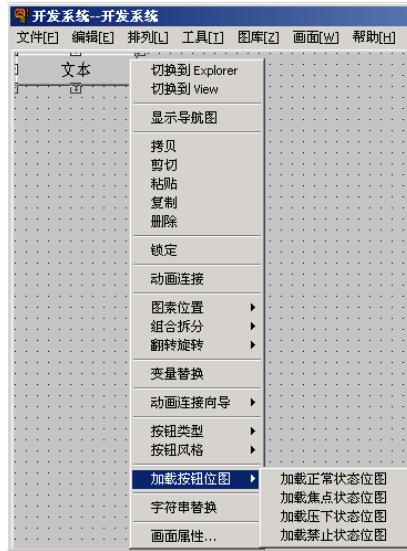 开发系统--开发系统
文件[F] 编辑[E] 排列[L] 工具[T] 图库[Z] 画面[W] 帮助[H]
文本
切换到 Explorer
切换到 View
显示导航图
拷贝
剪切
粘贴
复制
删除
锁定
动画连接
图素位置
组合拆分
翻转旋转
变量替换
动画连接向导
按钮类型
按钮风格
加载按钮位图
加载正常状态位图
加载焦点状态位图
加载压下状态位图
加载禁止状态位图
字符串替换
画面属性...